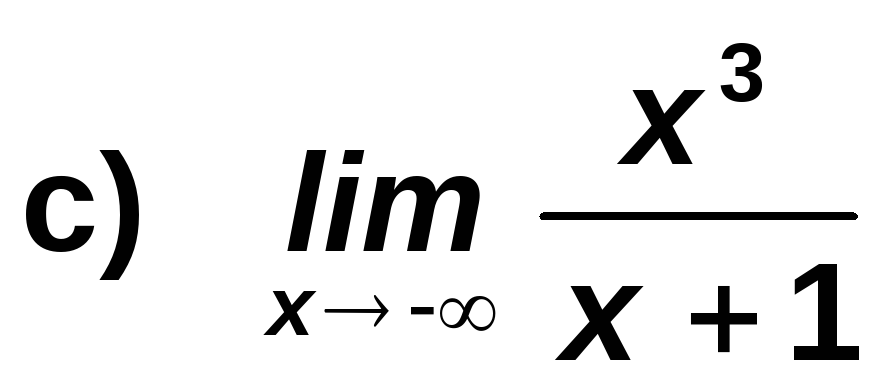 c) lim x→ -∞ x³
x + 1